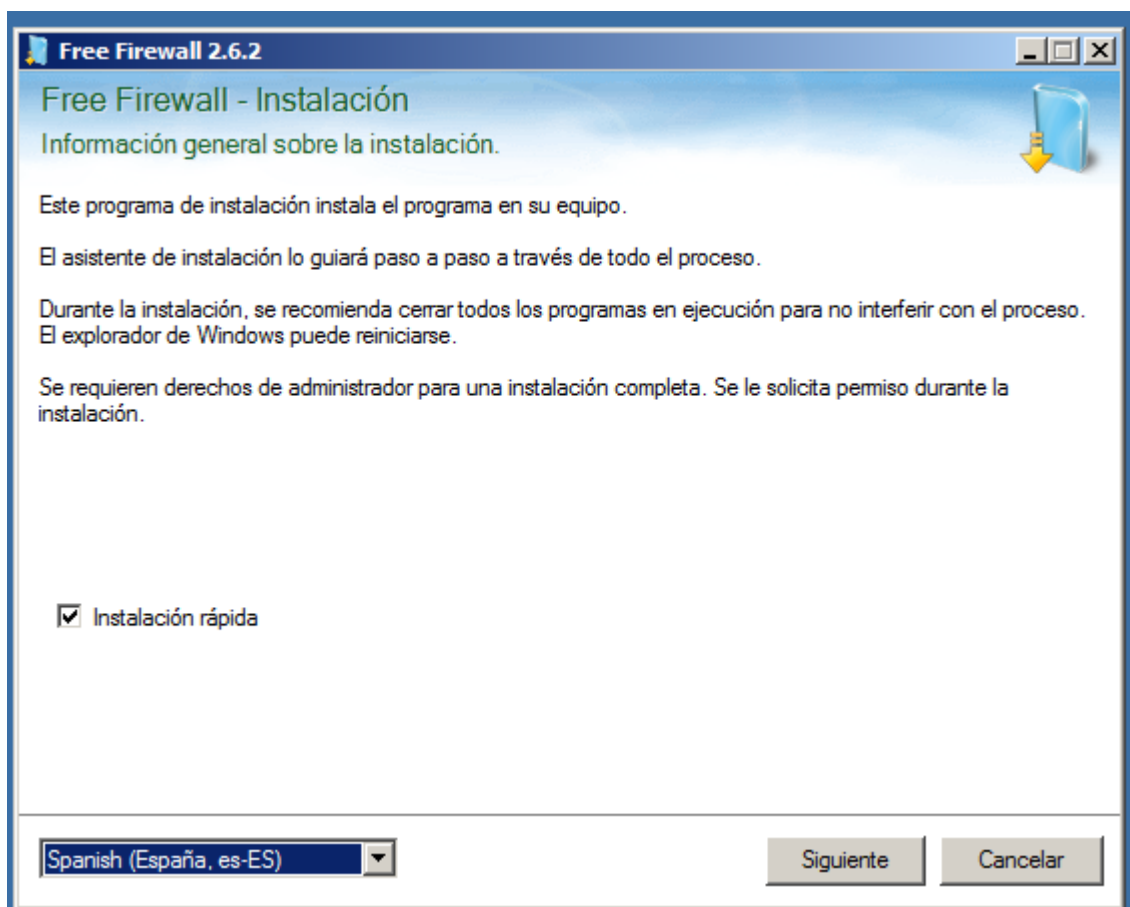 Free Firewall 2.6.2
Free Firewall - Instalación
Información general sobre la instalación.
Este programa de instalación instala el programa en su equipo.
El asistente de instalación lo guiará paso a paso a través de todo el proceso.
Durante la instalación, se recomienda cerrar todos los programas en ejecución para no interferir con el proceso.
El explorador de Windows puede reiniciarse.
Se requieren derechos de administrador para una instalación completa. Se le solicita permiso durante la
instalación.
Instalación rápida
Spanish (España, es-ES)
Siguiente
Cancelar